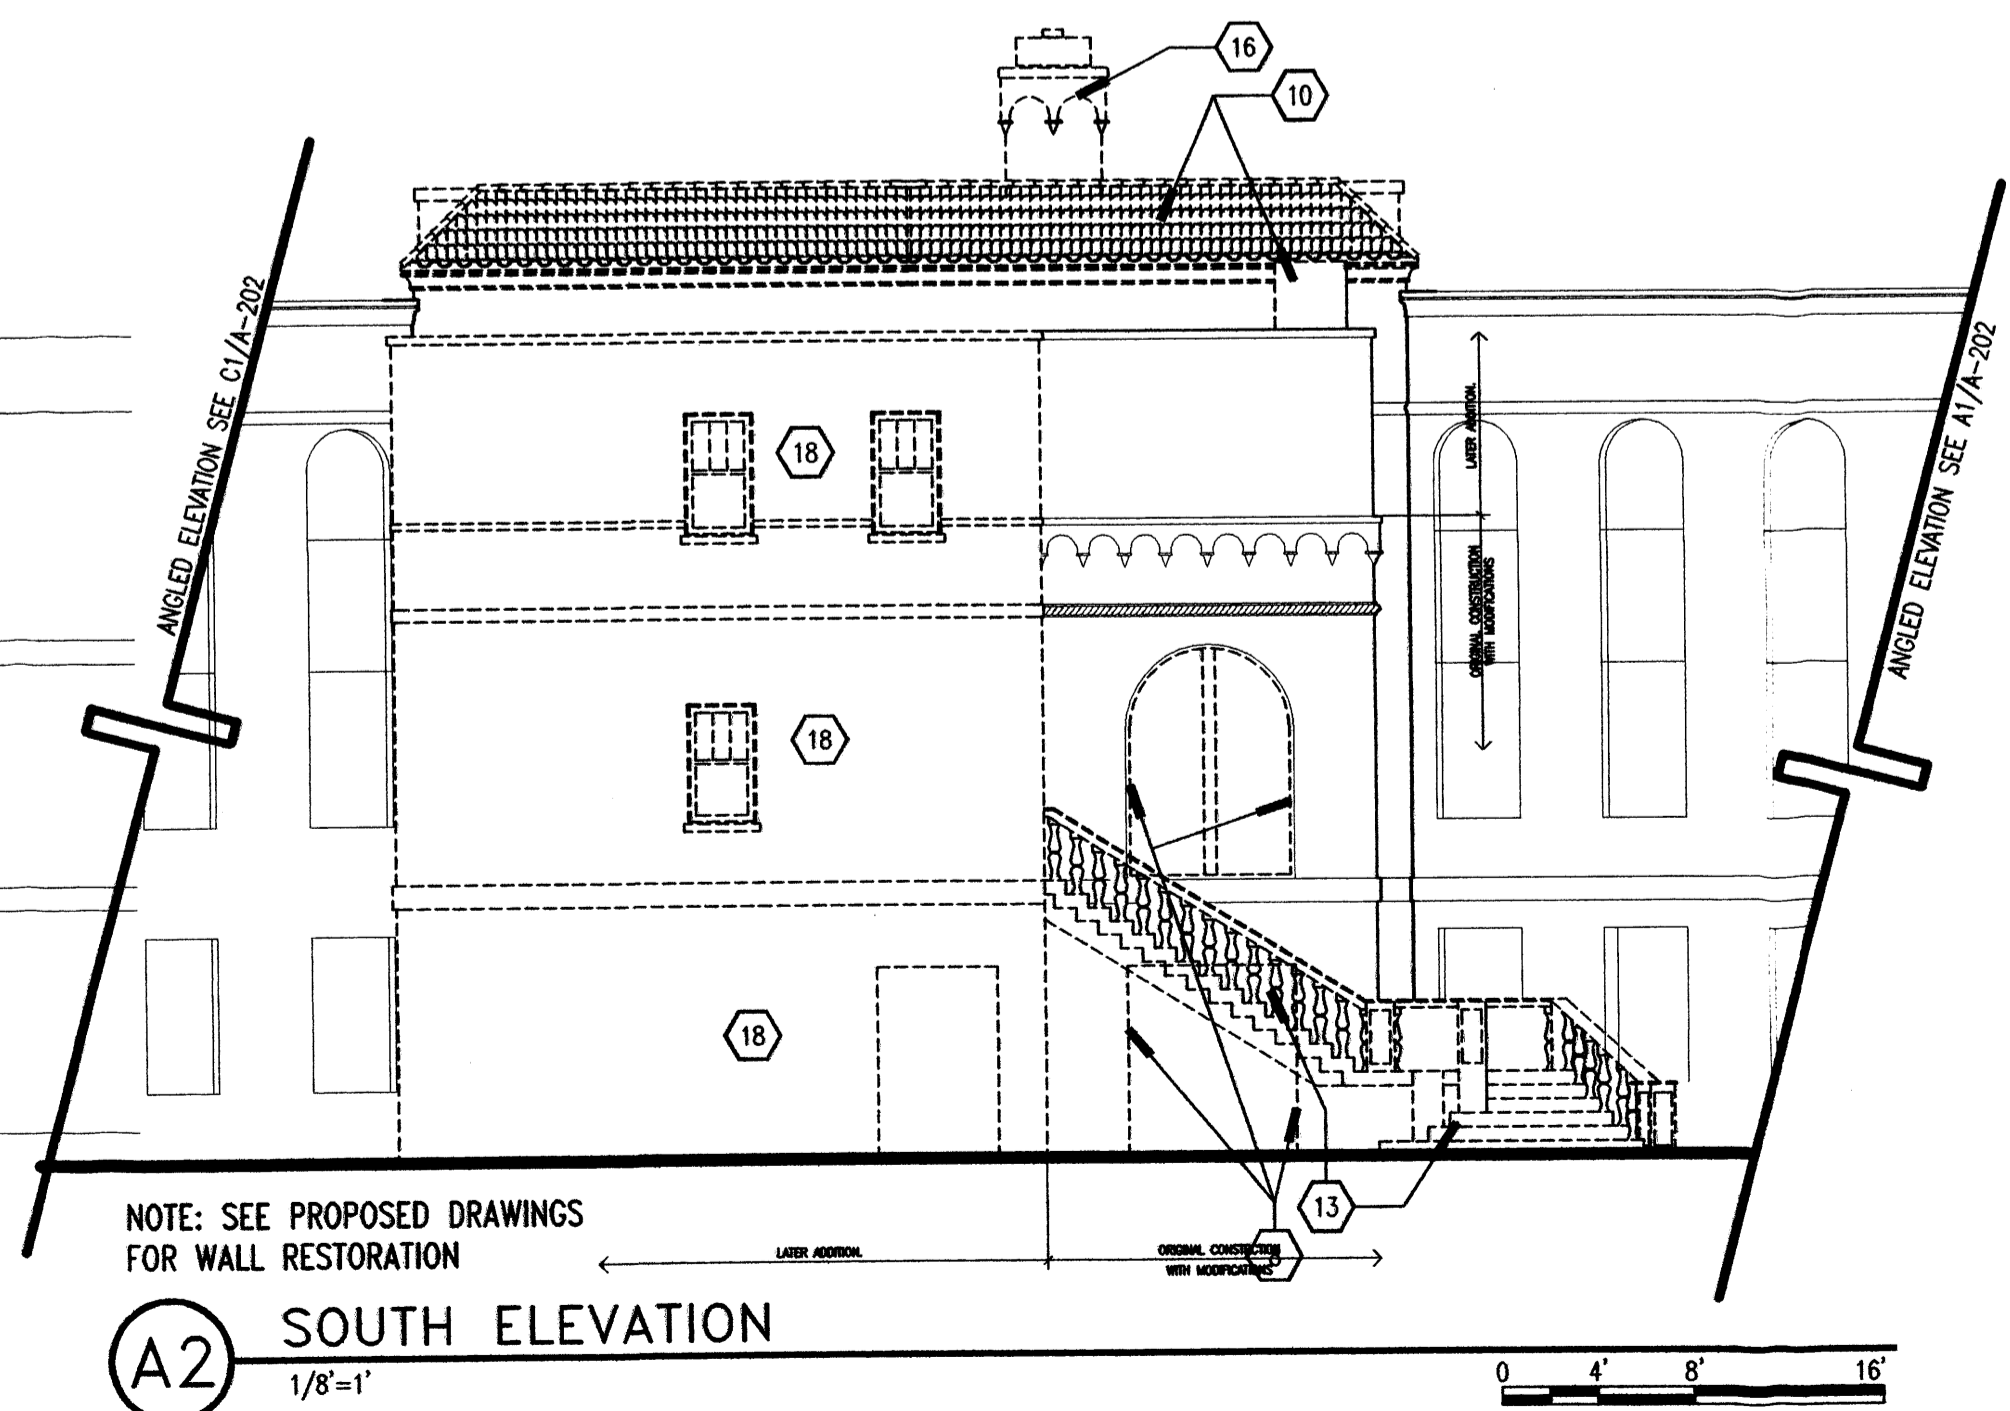 16
10
ANGLED ELEVATION SEE C1/A-202
ANGLED ELEVATION SEE A1/A-202
LATER ADDITION.
18
ORIGINAL CONSTRUCTION
WITH MODIFICATIONS
18
18
13
NOTE: SEE PROPOSED DRAWINGS
FOR WALL RESTORATION
LATER ADDITION.
ORIGINAL CONSTECTION
WITH MODIFICATIONS
A2
SOUTH ELEVATION
1/8'=1'
0 4' 8' 16'